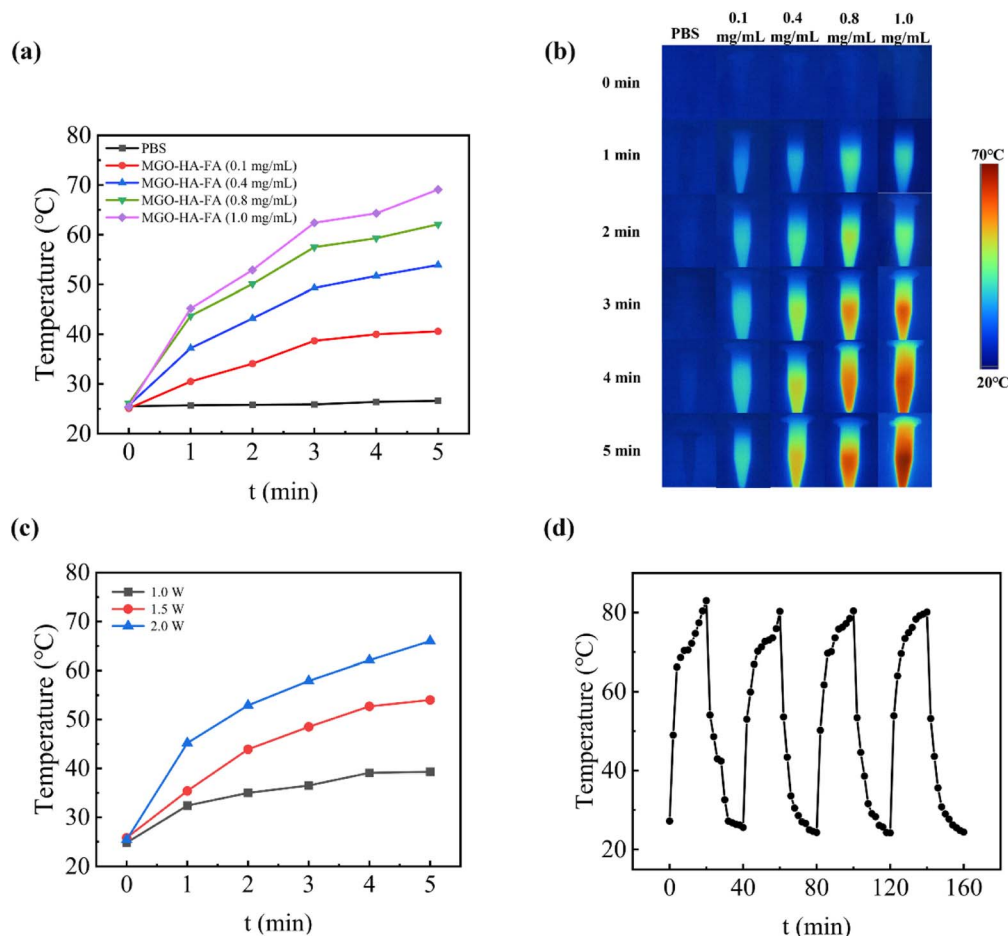 (a)
80
70
60
50
40
30
20
Temperature (°C)
PBS
MGO-HA-FA (0.1 mg/mL)
MGO-HA-FA (0.4 mg/mL)
MGO-HA-FA (0.8 mg/mL)
MGO-HA-FA (1.0 mg/mL)
0 1 2 3 4 5
t (min)
(b)
PBS 0.1 mg/mL 0.4 mg/mL 0.8 mg/mL 1.0 mg/mL
0 min
1 min
2 min
3 min
4 min
5 min
70℃
20℃
(c)
80
70
60
50
40
30
20
Temperature (°C)
1.0 W
1.5 W
2.0 W
0 1 2 3 4 5
t (min)
(d)
80
60
40
20
Temperature (°C)
0 40 80 120 160
t (min)